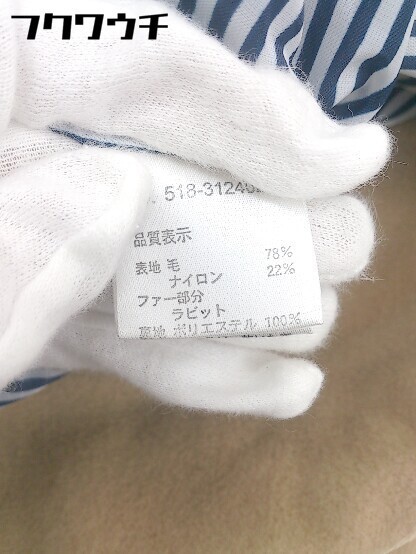 フクワウチ
518-3124
品質表示
表地 毛 78%
ナイロン 22%
ファー部分
ラビット
裏地 ポリエステル 100%